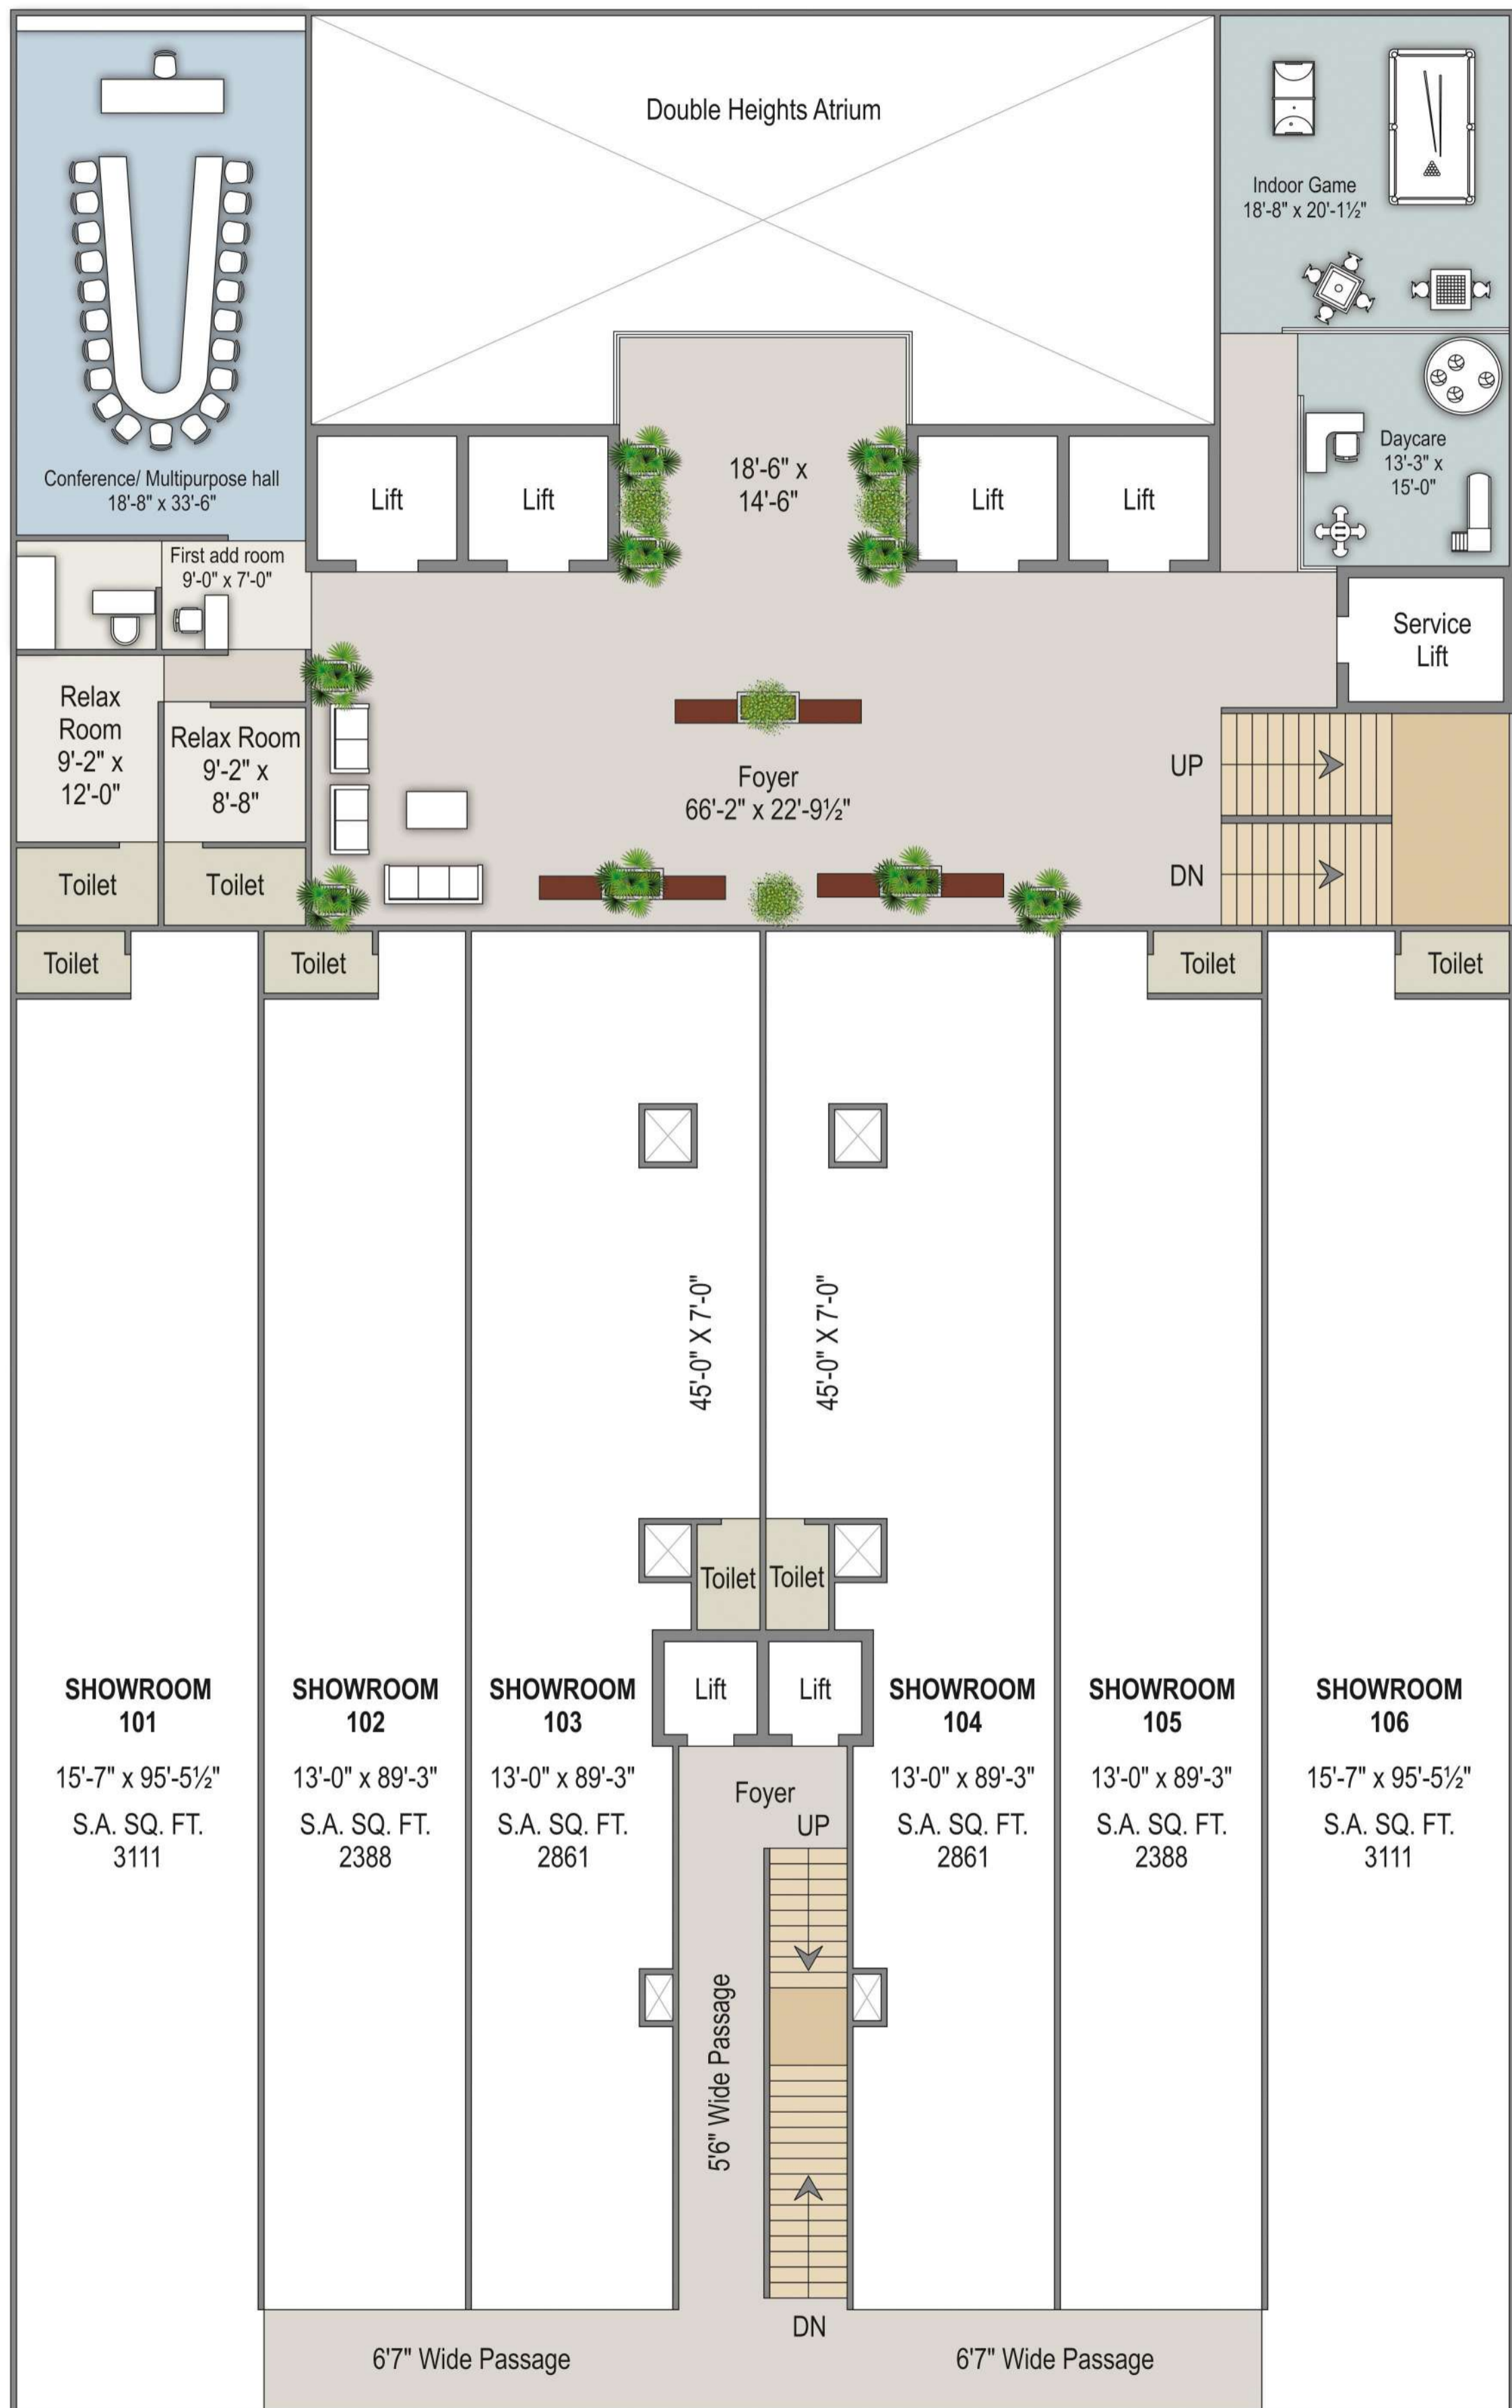 Double Heights Atrium
Indoor Game
18'-8" x 20'-1½"
Conference/ Multipurpose hall
18'-8" x 33'-6"
Lift
Lift
18'-6" x
14'-6"
Lift
Lift
Daycare
13'-3" x
15'-0"
First add room
9'-0" x 7'-0"
Service
Lift
Relax
Room
9'-2" x
12'-0"
Relax Room
9'-2" x
8'-8"
Foyer
66'-2" x 22'-9½"
UP
DN
Toilet
Toilet
Toilet
Toilet
Toilet
Toilet
45'-0" X 7'-0"
45'-0" X 7'-0"
Toilet
Toilet
Lift
Lift
SHOWROOM
101
15'-7" x 95'-5½"
S.A. SQ. FT.
3111
SHOWROOM
102
13'-0" x 89'-3"
S.A. SQ. FT.
2388
SHOWROOM
103
13'-0" x 89'-3"
S.A. SQ. FT.
2861
SHOWROOM
104
13'-0" x 89'-3"
S.A. SQ. FT.
2861
SHOWROOM
105
13'-0" x 89'-3"
S.A. SQ. FT.
2388
SHOWROOM
106
15'-7" x 95'-5½"
S.A. SQ. FT.
3111
Foyer
UP
5'6" Wide Passage
DN
6'7" Wide Passage
6'7" Wide Passage